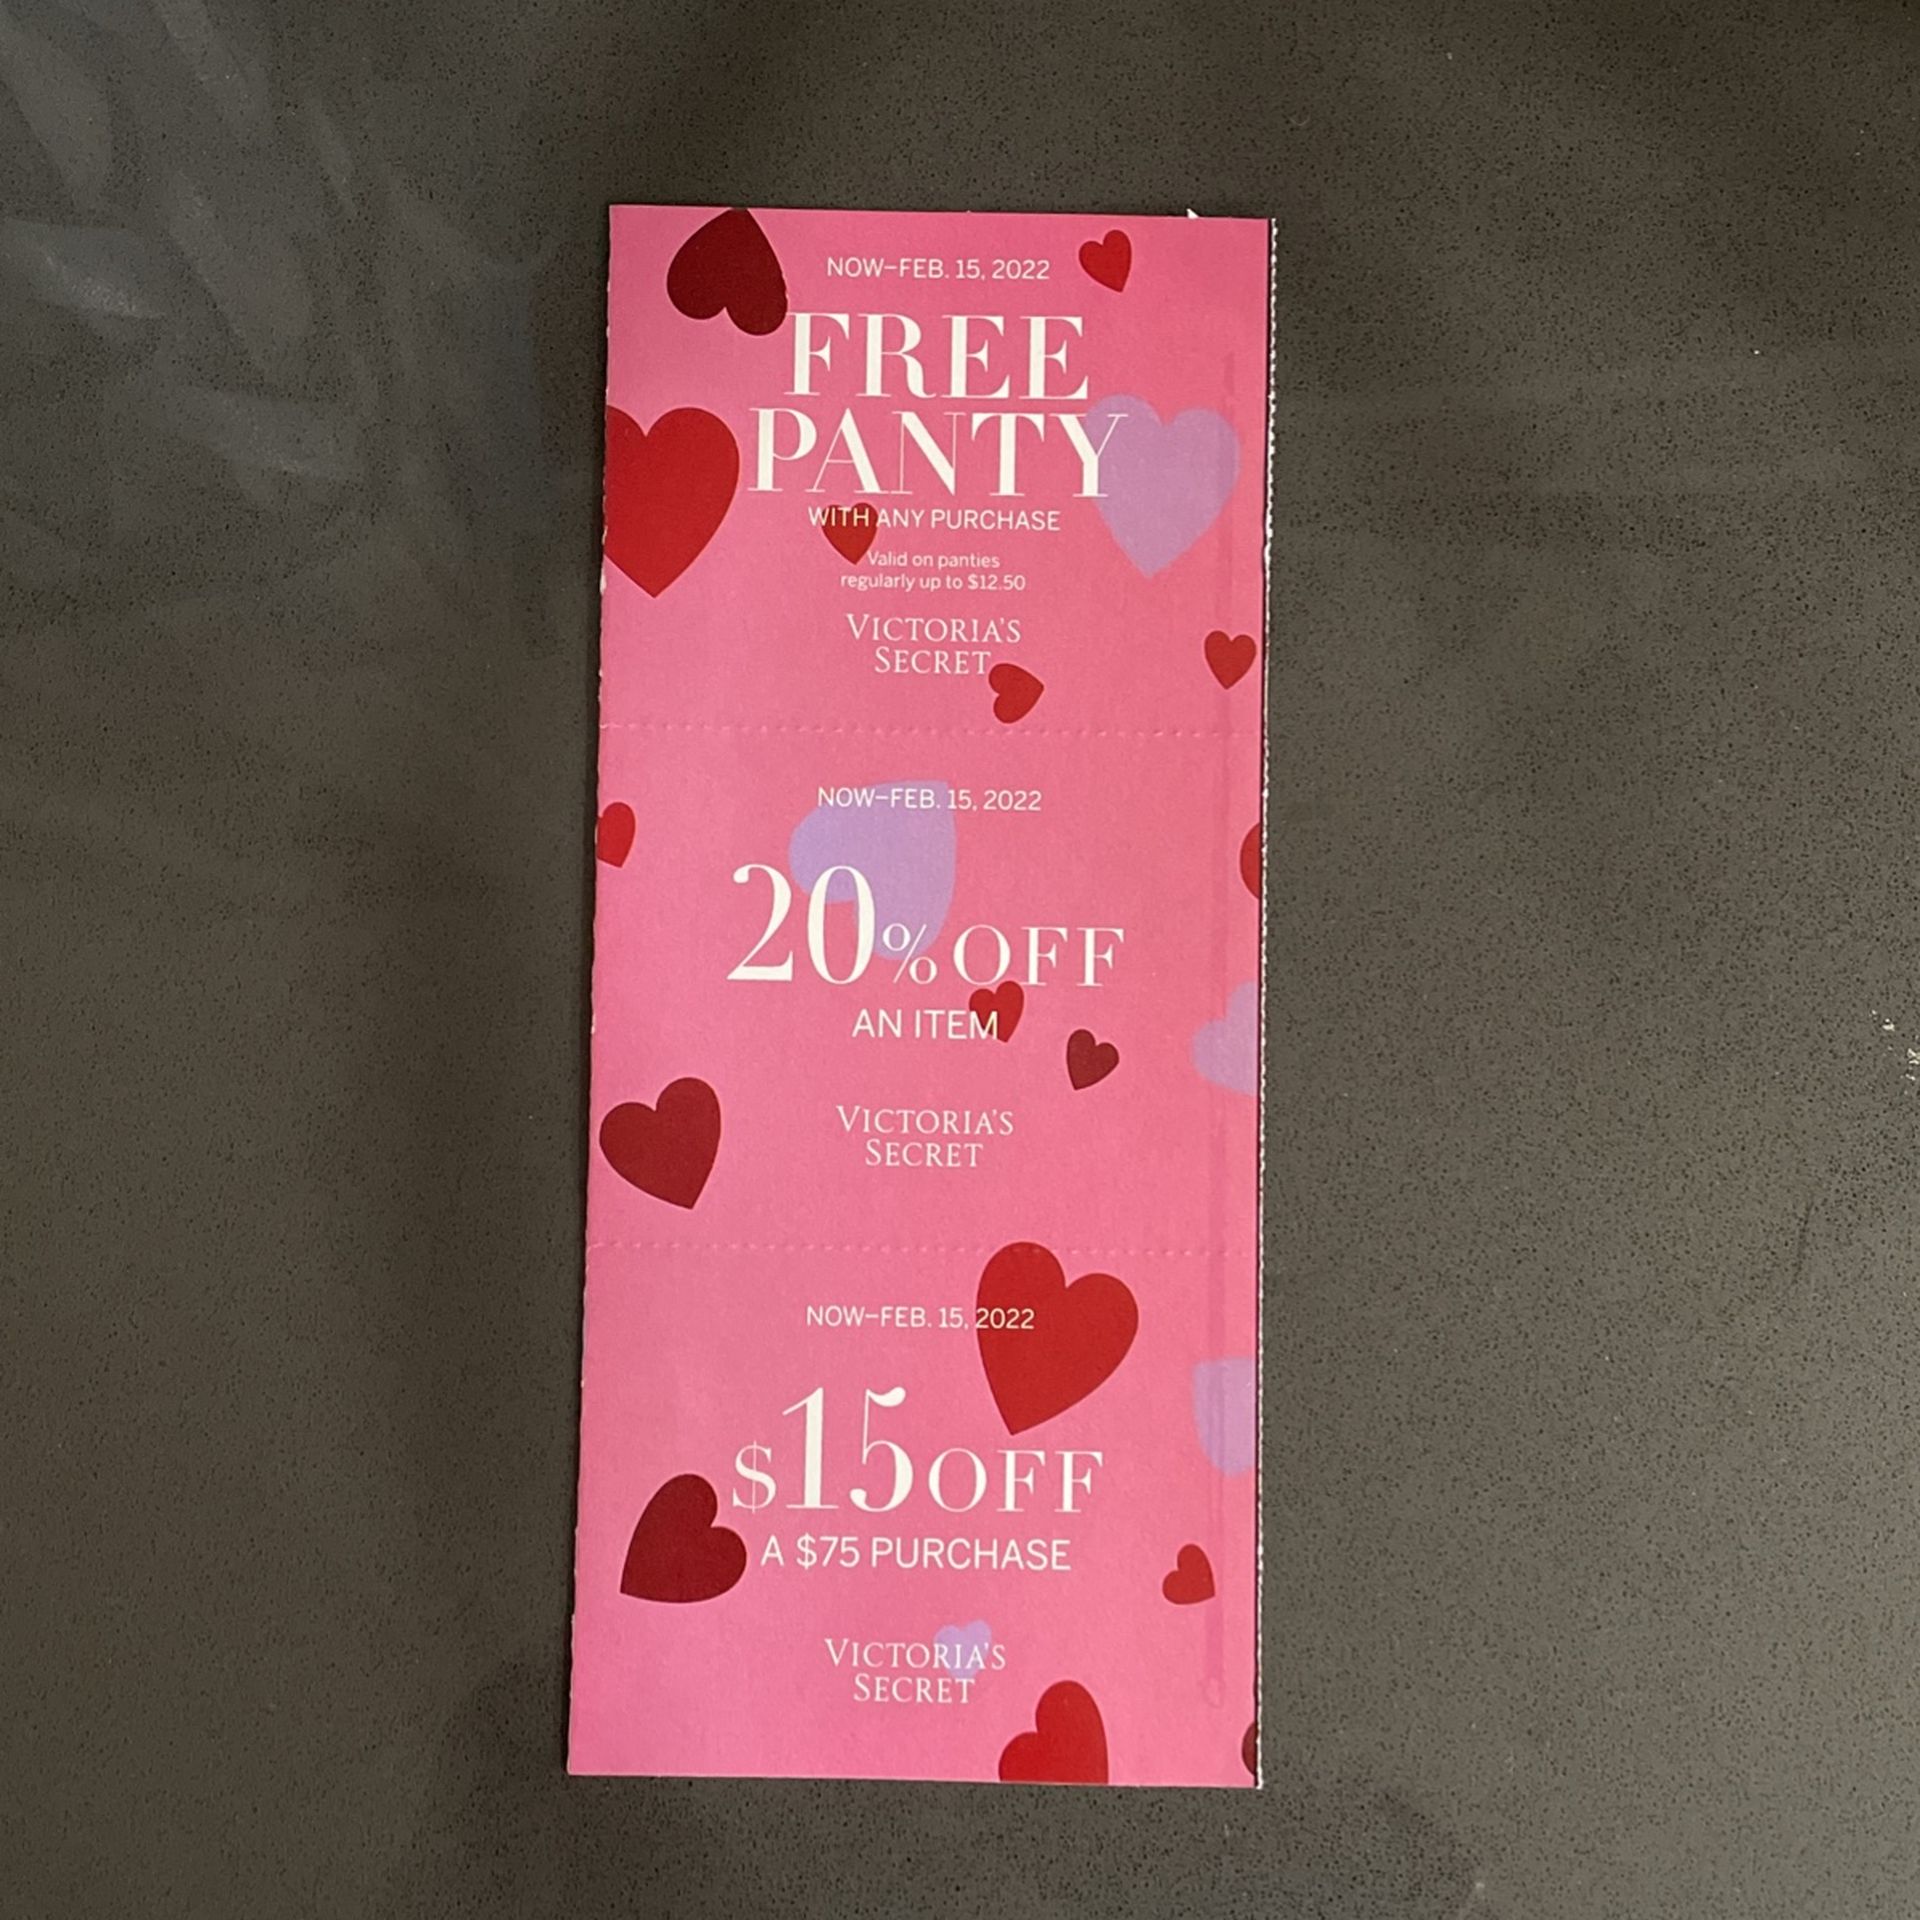 NOW–FEB. 15, 2022
FREE
PANTY
WITH ANY PURCHASE
Valid on panties
regularly up to $12.50
VICTORIA'S
SECRET
NOW–FEB. 15, 2022
20% OFF
AN ITEM
VICTORIA'S
SECRET
NOW–FEB. 15, 2022
$15 OFF
A $75 PURCHASE
VICTORIA'S
SECRET